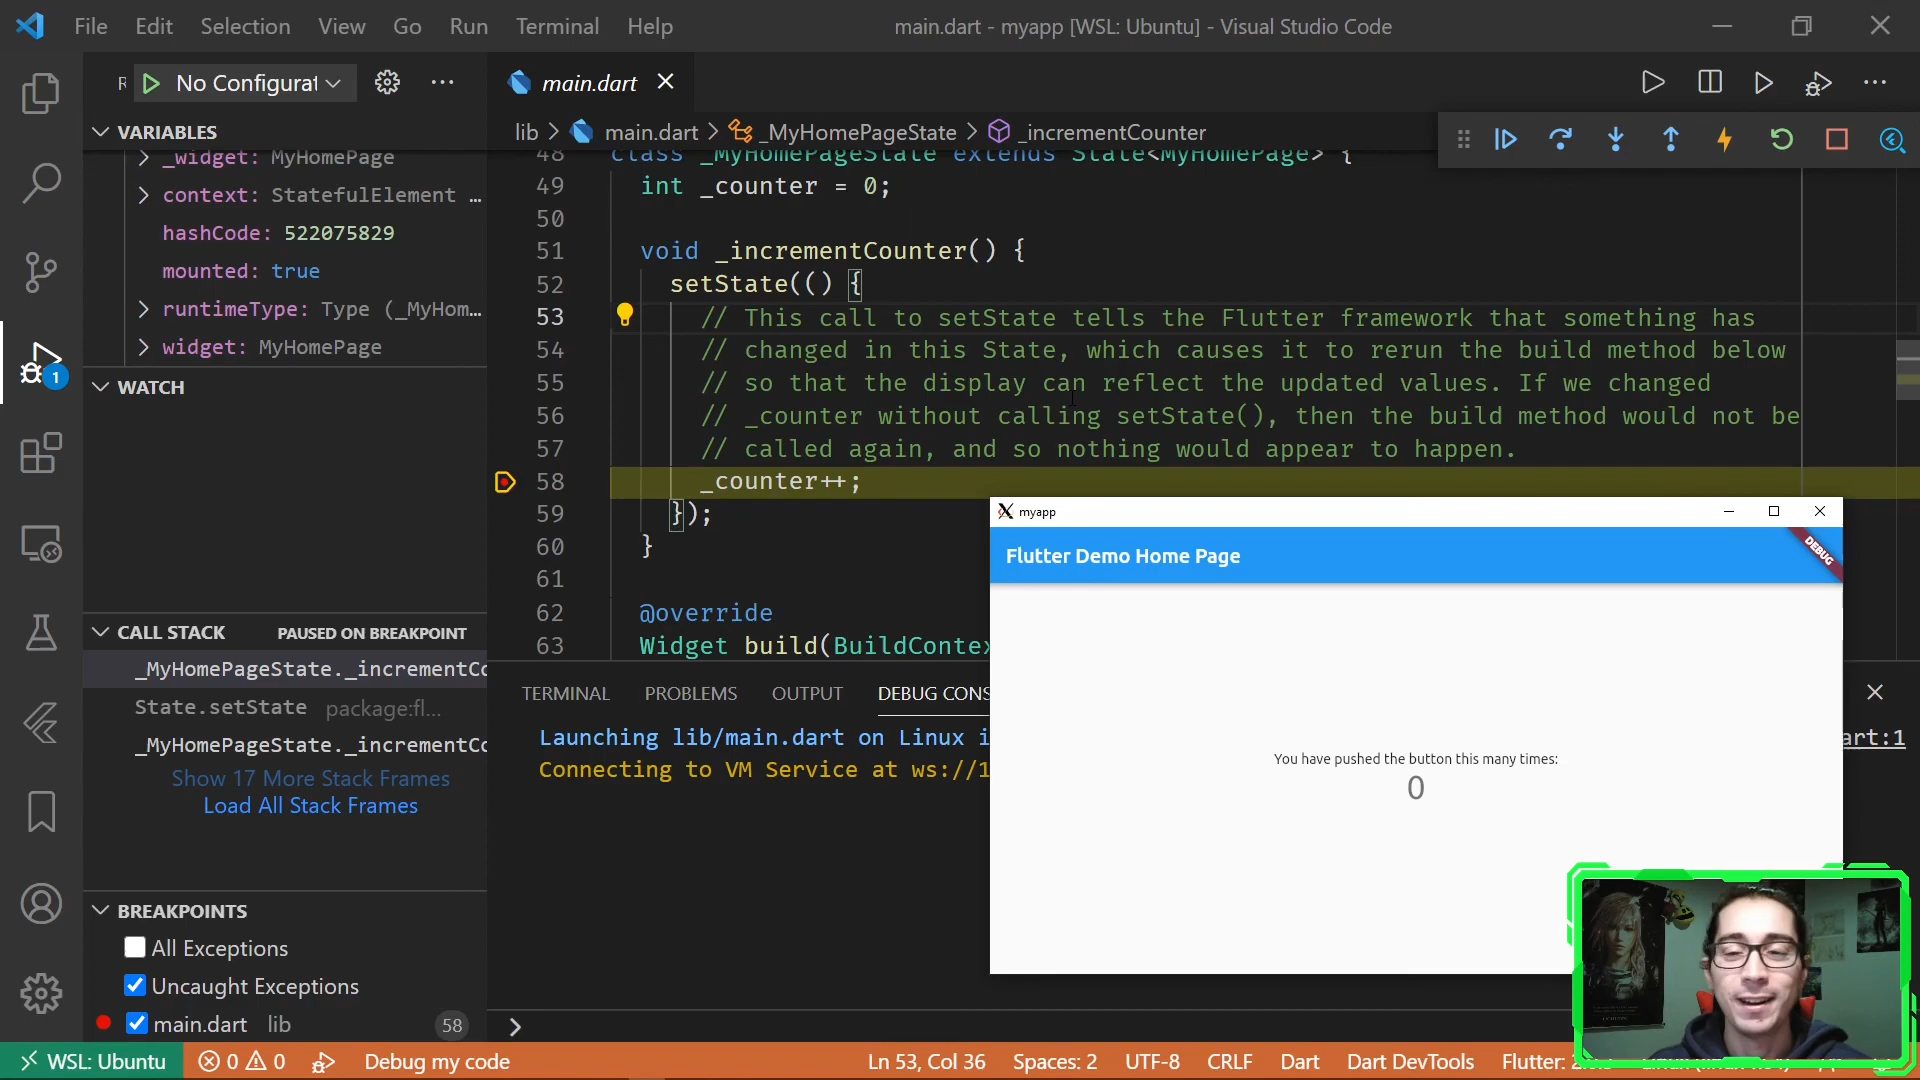 File Edit Selection View Go Run Terminal Help
main.dart - myapp [WSL: Ubuntu] - Visual Studio Code
No Configurat
main.dart
lib > main.dart > _MyHomePageState > _incrementCounter
VARIABLES
_widget: MyHomePage
context: StatefulElement …
hashCode: 522075829
mounted: true
runtimeType: Type (_MyHom…
widget: MyHomePage
WATCH
CALL STACK PAUSED ON BREAKPOINT
_MyHomePageState._incrementCo
State.setState package:fl…
_MyHomePageState._incrementCo
Show 17 More Stack Frames
Load All Stack Frames
BREAKPOINTS
All Exceptions
Uncaught Exceptions
main.dart lib 58
48 class _MyHomePageState extends State<MyHomePage> {
49 int _counter = 0;
50
51 void _incrementCounter() {
52 setState(() {
53 // This call to setState tells the Flutter framework that something has
54 // changed in this State, which causes it to rerun the build method below
55 // so that the display can reflect the updated values. If we changed
56 // _counter without calling setState(), then the build method would not be
57 // called again, and so nothing would appear to happen.
58 _counter++;
59 });
60 }
61
62 @override
63 Widget build(BuildContex
TERMINAL PROBLEMS OUTPUT DEBUG CONS
Launching lib/main.dart on Linux i
art:1
Connecting to VM Service at ws://1
myapp
Flutter Demo Home Page
DEBUG
You have pushed the button this many times:
0
1
WSL: Ubuntu 0 0 Debug my code
Ln 53, Col 36 Spaces: 2 UTF-8 CRLF Dart Dart DevTools Flutter: